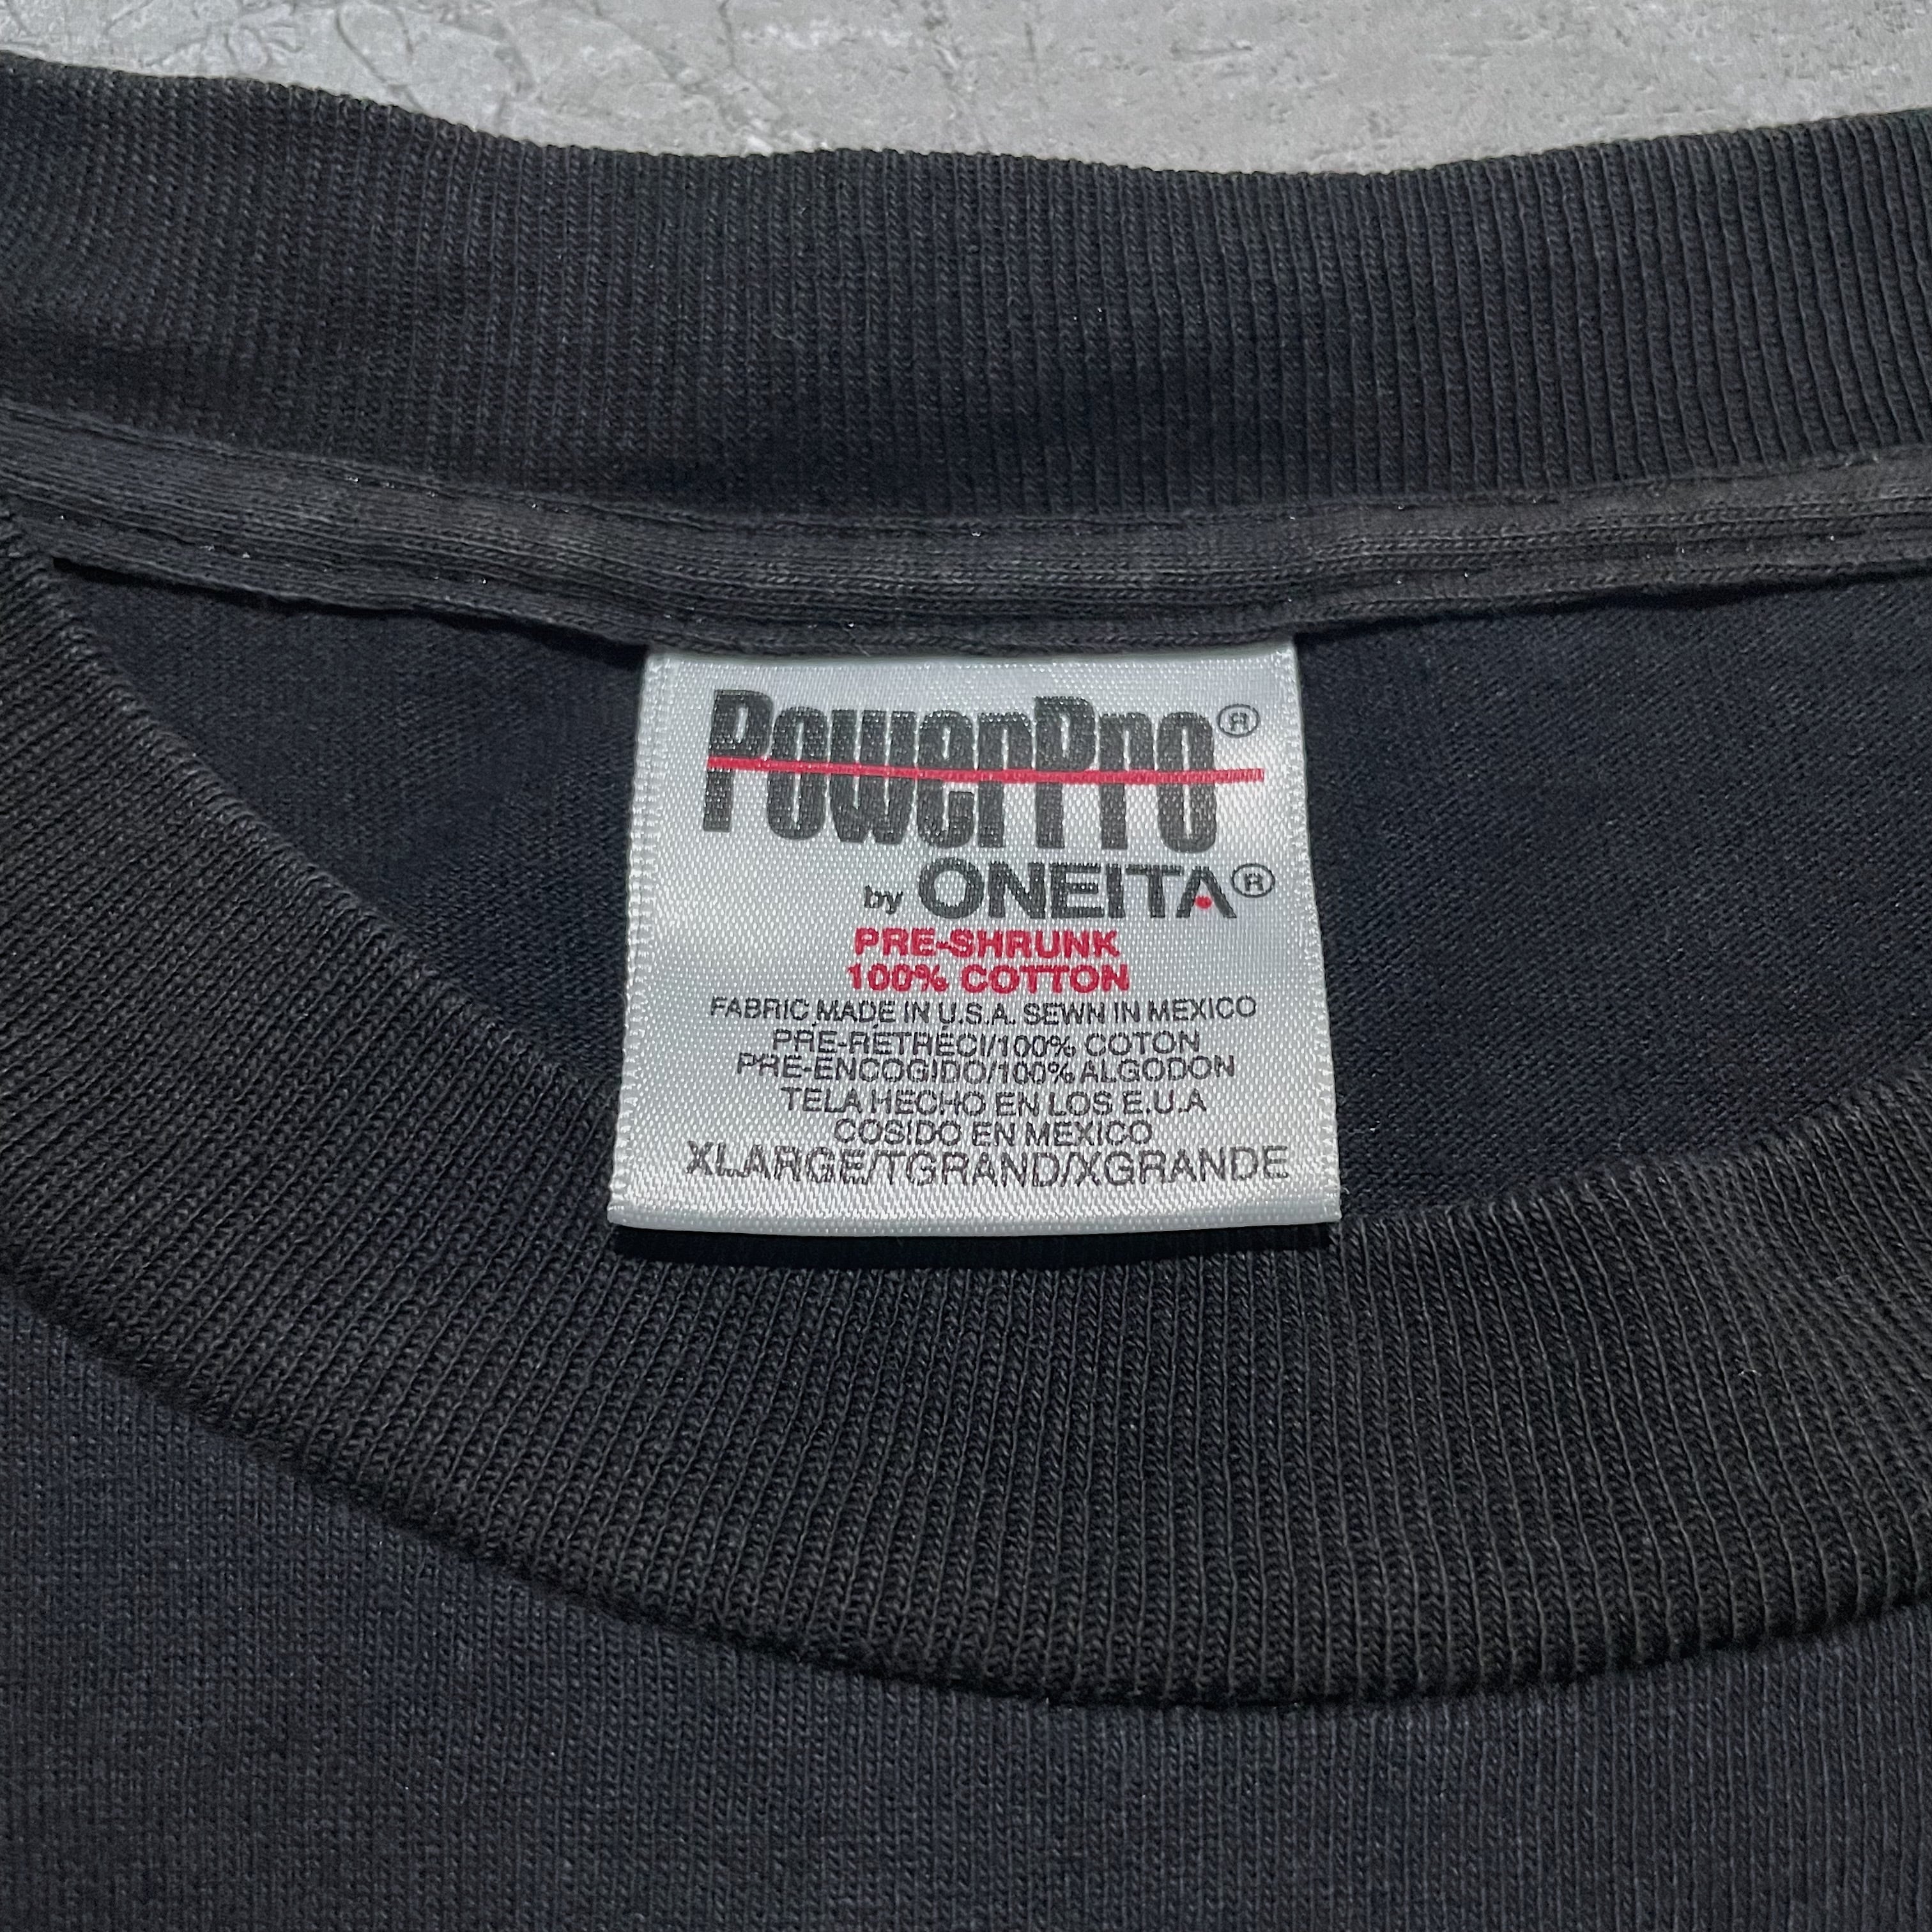 PowerPro®
by ONEITA®
PRE-SHRUNK
100% COTTON
FABRIC MADE IN U.S.A. SEWN IN MEXICO
PRE-RÉTRÉCI/100% COTON
PRE-ENCOGIDO/100% ALGODON
TELA HECHO EN LOS E.U.A
COSIDO EN MEXICO
XLARGE/TGRAND/XGRANDE